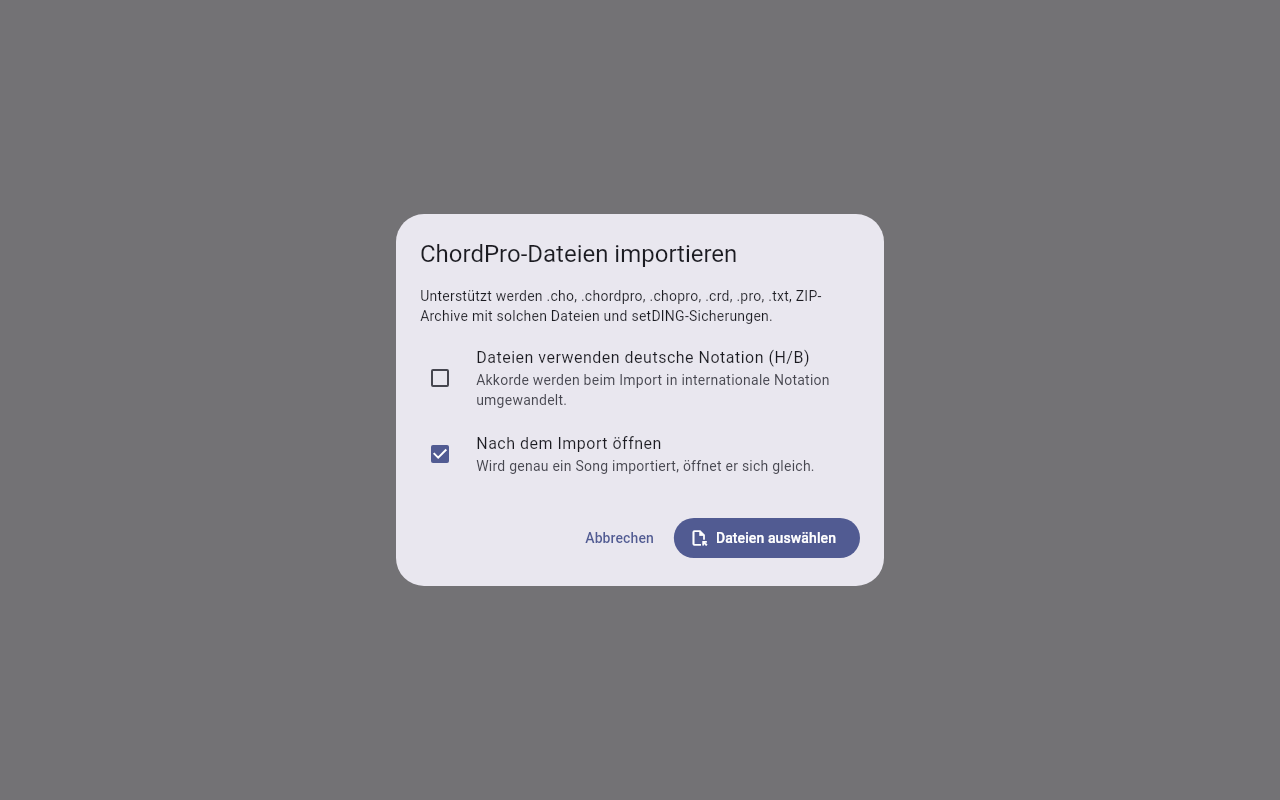 ChordPro-Dateien importieren
Unterstützt werden .cho, .chordpro, .chopro, .crd, .pro, .txt, ZIP-
Archive mit solchen Dateien und setDING-Sicherungen.
Dateien verwenden deutsche Notation (H/B)
Akkorde werden beim Import in internationale Notation
umgewandelt.
Nach dem Import öffnen
Wird genau ein Song importiert, öffnet er sich gleich.
Abbrechen
Dateien auswählen